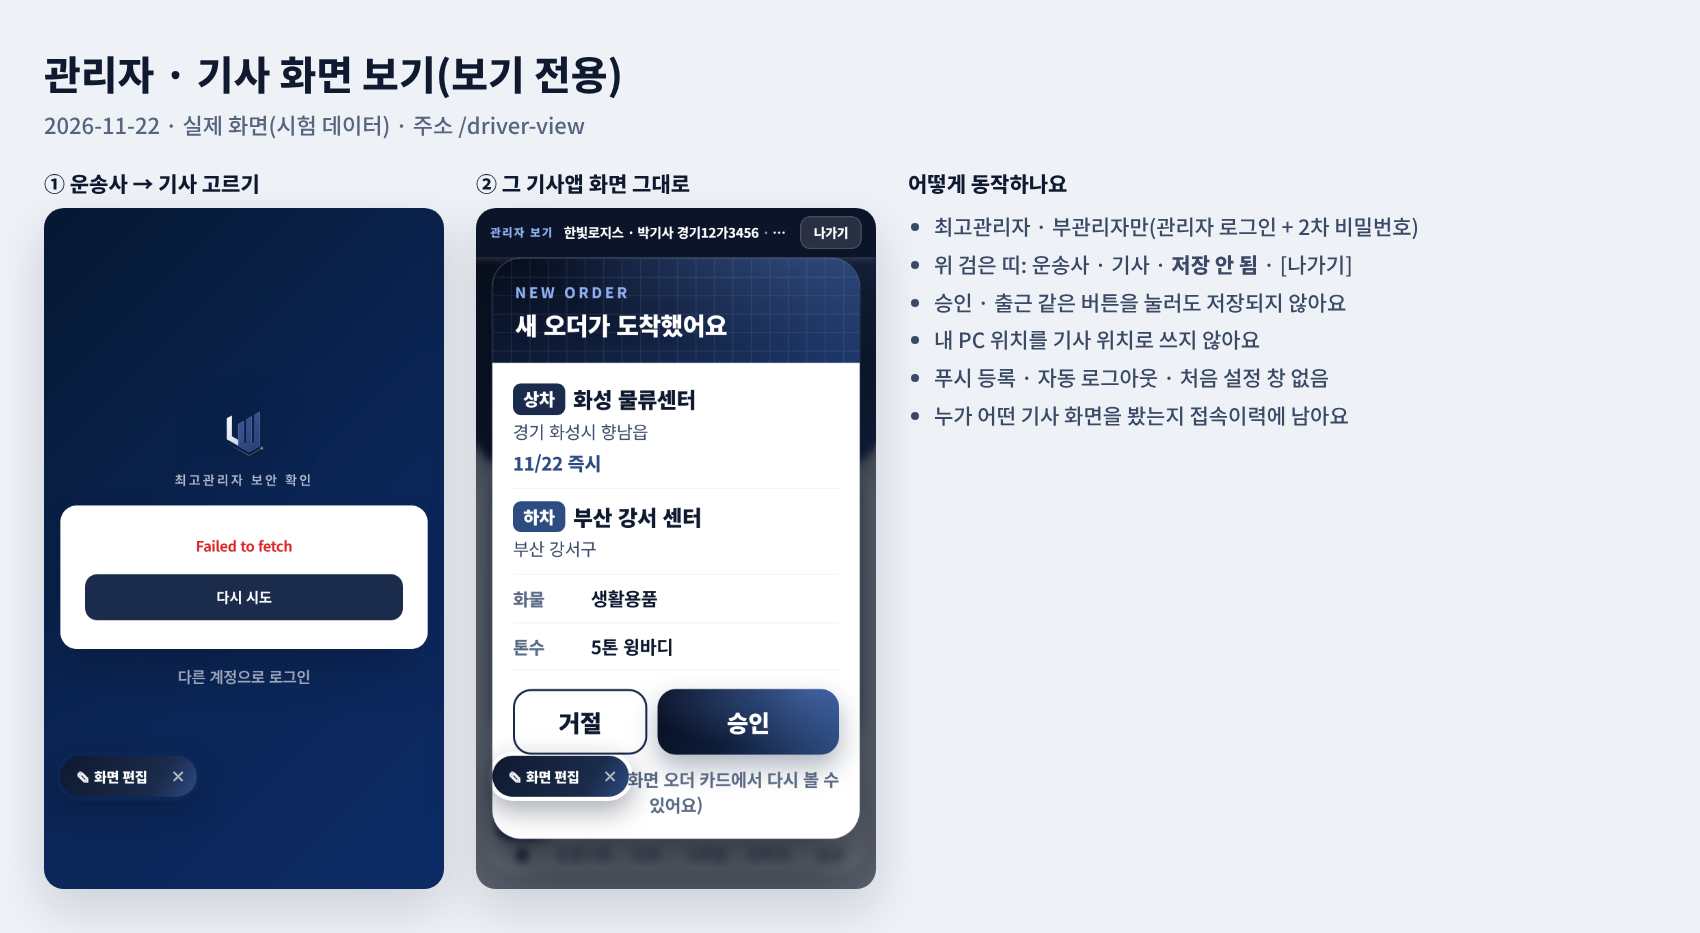 관리자 · 기사 화면 보기(보기 전용)
2026-11-22 · 실제 화면(시험 데이터) · 주소 /driver-view
① 운송사 → 기사 고르기
최고관리자 보안 확인
Failed to fetch
다시 시도
다른 계정으로 로그인
✎ 화면 편집 ✕
② 그 기사앱 화면 그대로
관리자 보기 한빛로지스 · 박기사 경기12가3456 · ··· 나가기
NEW ORDER
새 오더가 도착했어요
상차 화성 물류센터
경기 화성시 향남읍
11/22 즉시
하차 부산 강서 센터
부산 강서구
화물 생활용품
톤수 5톤 윙바디
거절 승인
✎ 화면 편집 ✕ 화면 오더 카드에서 다시 볼 수
있어요)
어떻게 동작하나요
• 최고관리자 · 부관리자만(관리자 로그인 + 2차 비밀번호)
• 위 검은 띠: 운송사 · 기사 · 저장 안 됨 · [나가기]
• 승인 · 출근 같은 버튼을 눌러도 저장되지 않아요
• 내 PC 위치를 기사 위치로 쓰지 않아요
• 푸시 등록 · 자동 로그아웃 · 처음 설정 창 없음
• 누가 어떤 기사 화면을 봤는지 접속이력에 남아요